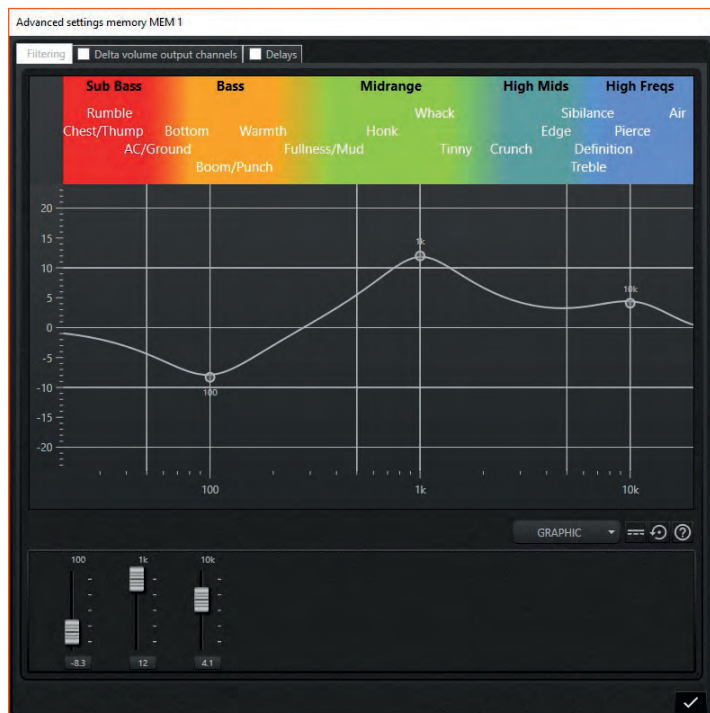 Advanced settings memory MEM 1
Filtering Delta volume output channels Delays
Sub Bass Bass Midrange High Mids High Freqs
Rumble Whack Sibilance Air
Chest/Thump Bottom Warmth Honk Edge Pierce
AC/Ground Fullness/Mud Tinny Crunch Definition
Boom/Punch Treble
20
15
1k
10
5
10k
0
-5
100
-10
-15
-20
100 1k 10k
GRAPHIC
100 1k 10k
-8.3 12 4.1